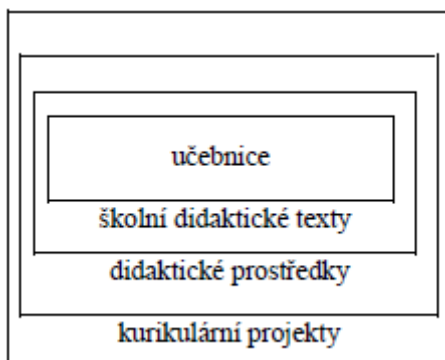 učebnice
školní didaktické texty
didaktické prostředky
kurikulární projekty